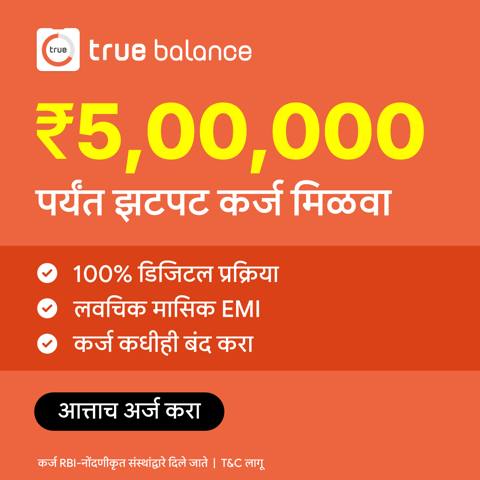 true
true balance
₹5,00,000
पर्यंत झटपट कर्ज मिळवा
100% डिजिटल प्रक्रिया
लवचिक मासिक EMI
कर्ज कधीही बंद करा
आत्ताच अर्ज करा
कर्ज RBI-नोंदणीकृत संस्थांद्वारे दिले जाते | T&C लागू